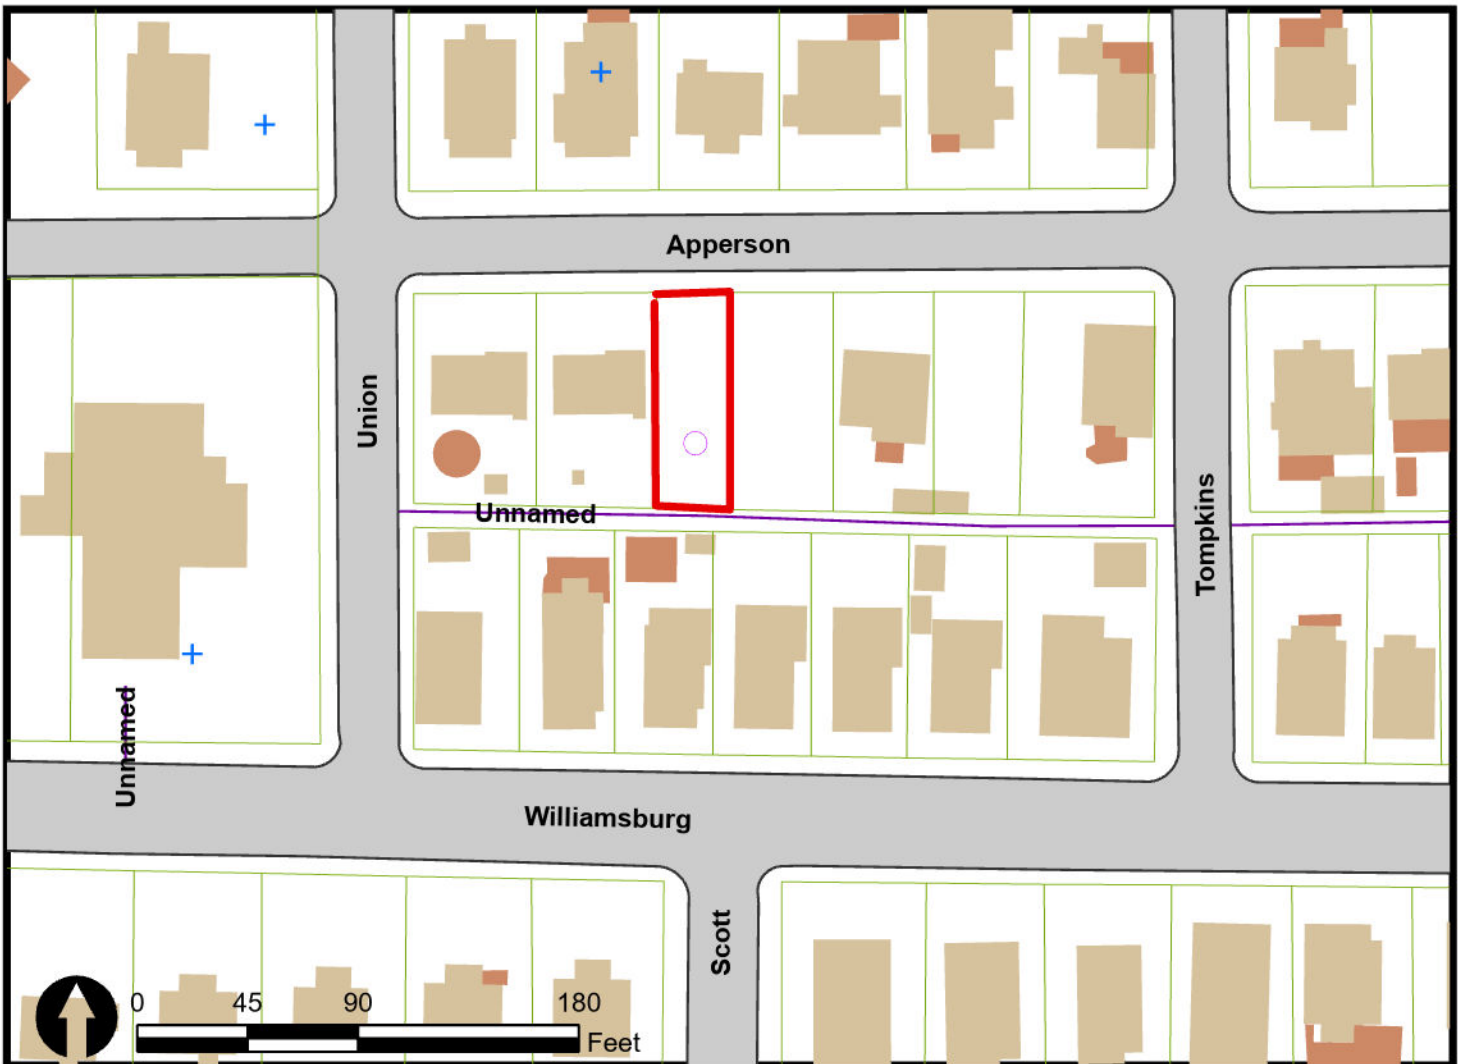 Apperson
Union
Unnamed
Tompkins
Unnamed
Williamsburg
Scott
0 45 90 180
Feet